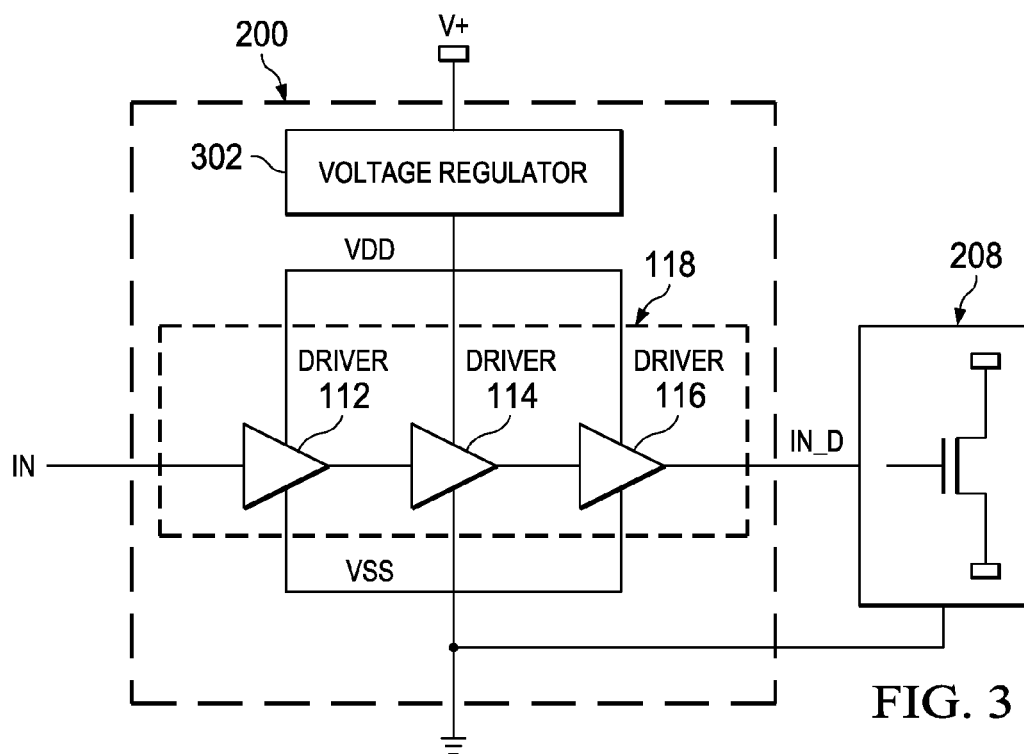 200
V+
302
VOLTAGE REGULATOR
VDD
118
208
DRIVER
112
DRIVER
114
DRIVER
116
IN
IN_D
VSS
FIG. 3